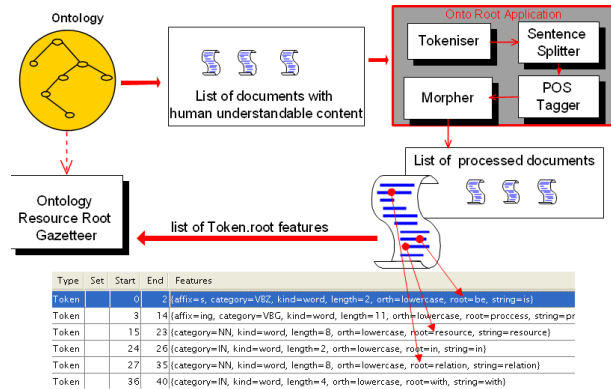 Ontology
Onto Root Application
Tokeniser
Sentence
Splitter
List of documents with
human understandable content
Morpher
POS
Tagger
List of processed documents
Ontology
Resource Root
Gazetteer
list of Token.root features
Type Set Start End Features
Token 0 2 {affix=s, category=VBZ, kind=word, length=2, orth=lowercase, root=be, string=is}
Token 3 14 {affix=ing, category=VBG, kind=word, length=11, orth=lowercase, root=proccess, string=pr
Token 15 23 {category=NN, kind=word, length=8, orth=lowercase, root=resource, string=resource}
Token 24 26 {category=IN, kind=word, length=2, orth=lowercase, root=in, string=in}
Token 27 35 {category=NN, kind=word, length=8, orth=lowercase, root=relation, string=relation}
Token 36 40 {category=IN, kind=word, length=4, orth=lowercase, root=with, string=with}